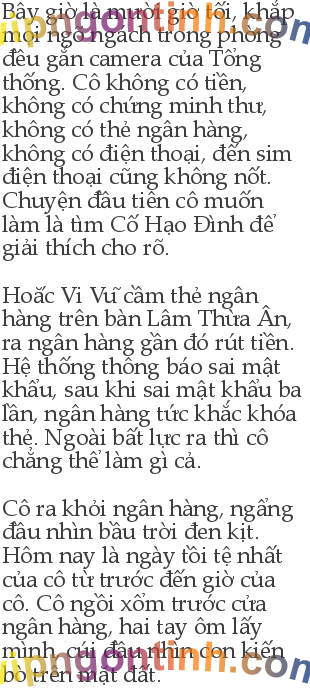 Bây giờ là mười giờ tối, khắp
mọi ngõ ngách trong phòng
đều gắn camera của Tổng
thống. Cô không có tiền,
không có chứng minh thư,
không có thẻ ngân hàng,
không có điện thoại, đến sim
điện thoại cũng không nốt.
Chuyện đầu tiên cô muốn
làm là tìm Cố Hạo Đình để
giải thích cho rõ.

Hoắc Vi Vũ cầm thẻ ngân
hàng trên bàn Lâm Thừa Ân,
ra ngân hàng gần đó rút tiền.
Hệ thống thông báo sai mật
khẩu, sau khi sai mật khẩu ba
lần, ngân hàng tức khắc khóa
thẻ. Ngoài bất lực ra thì cô
chẳng thể làm gì cả.

Cô ra khỏi ngân hàng, ngẩng
đầu nhìn bầu trời đen kịt.
Hôm nay là ngày tồi tệ nhất
của cô từ trước đến giờ của
cô. Cô ngồi xổm trước cửa
ngân hàng, hai tay ôm lấy
mình, cúi đầu nhìn con kiến
bò trên mặt đất.
vipngontinh.com
vipngontinh.com